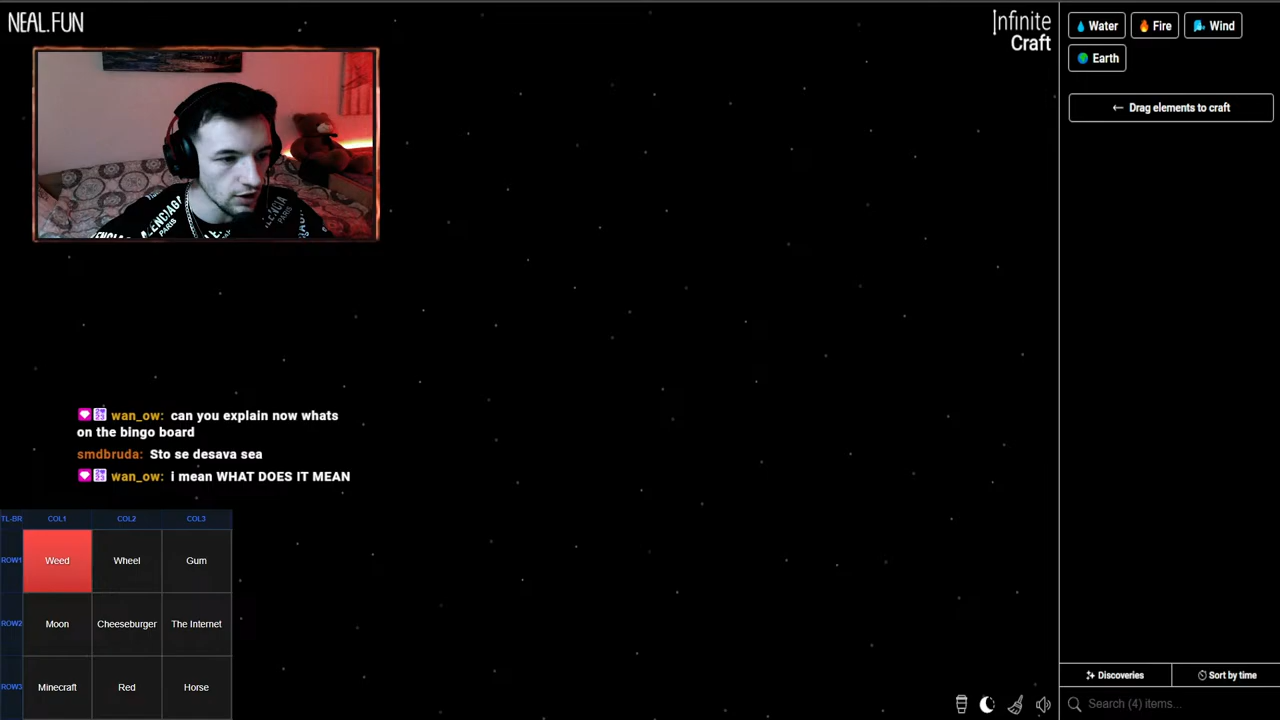 NEAL.FUN
Infinite
Craft
Water
Fire
Wind
Earth
← Drag elements to craft
wan_ow: can you explain now whats
on the bingo board
smdbruda: Sto se desava sea
wan_ow: i mean WHAT DOES IT MEAN
TL-BR COL1 COL2 COL3
ROW1 Weed Wheel Gum
ROW2 Moon Cheeseburger The Internet
ROW3 Minecraft Red Horse
Discoveries
Sort by time
Search (4) items...
PARIS
PARIS